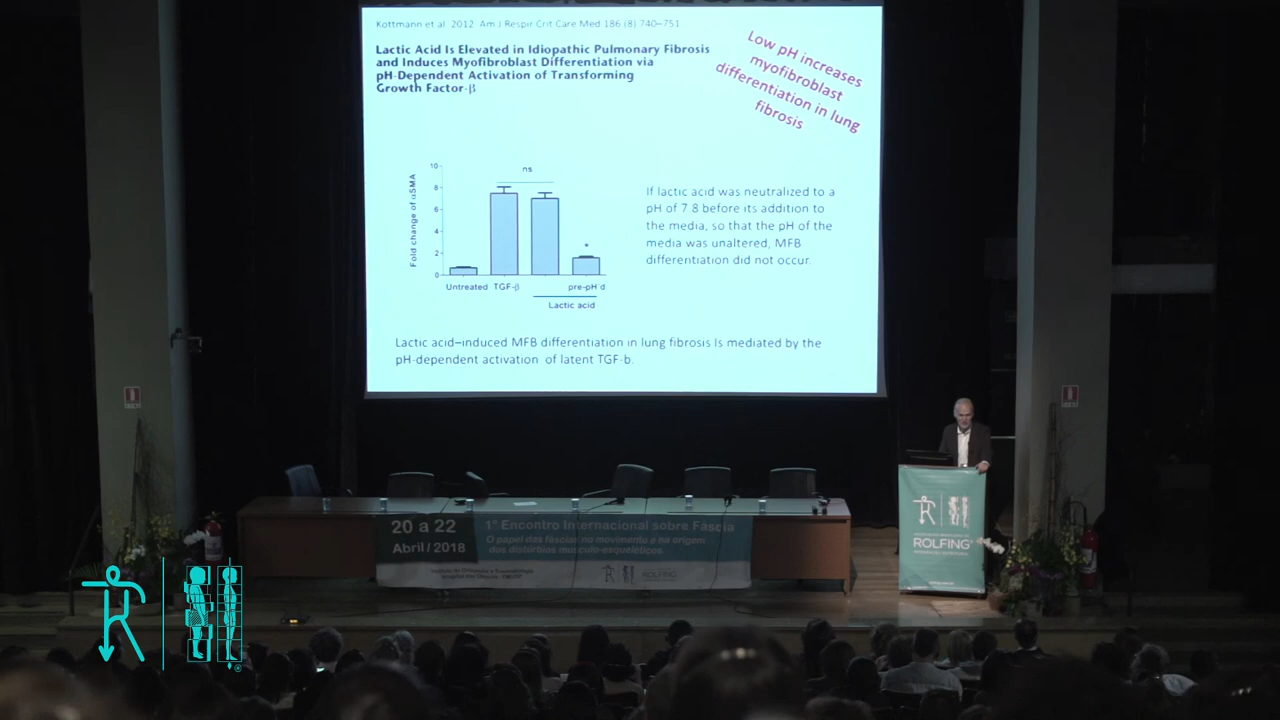 Kottmann et al. 2012 Am J Respir Crit Care Med 186 (8) 740–751
Lactic Acid Is Elevated in Idiopathic Pulmonary Fibrosis
and Induces Myofibroblast Differentiation via
pH-Dependent Activation of Transforming
Growth Factor-β
Low pH increases
myofibroblast
differentiation in lung
fibrosis
ns
10
8
6
4
2
0
Fold change of αSMA
*
Untreated TGF-β pre-pH'd
Lactic acid
If lactic acid was neutralized to a
pH of 7.8 before its addition to
the media, so that the pH of the
media was unaltered, MFB
differentiation did not occur.
Lactic acid–induced MFB differentiation in lung fibrosis Is mediated by the
pH-dependent activation of latent TGF-b.
20 a 22
Abril / 2018
1º Encontro Internacional sobre Fáscia
O papel das fáscias no movimento e na origem
dos distúrbios músculo-esqueléticos
ROLFING
ROLFING